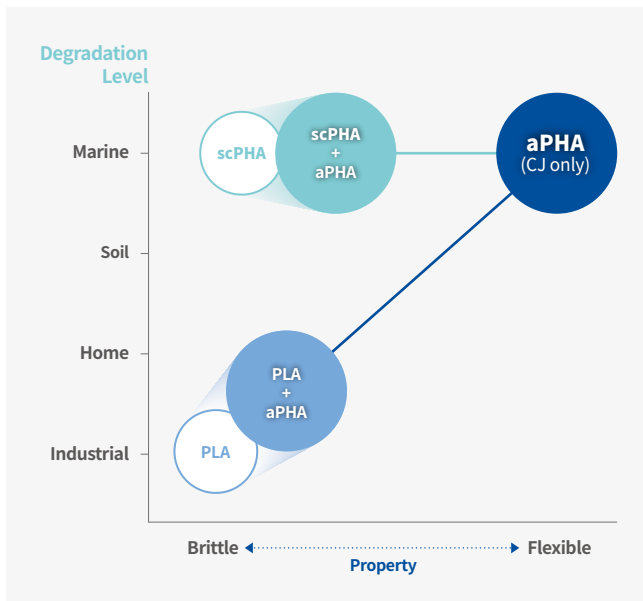 Degradation
Level
Marine
scPHA
scPHA
+
aPHA
aPHA
(CJ only)
Soil
Home
PLA
+
aPHA
Industrial
PLA
Brittle
Flexible
Property